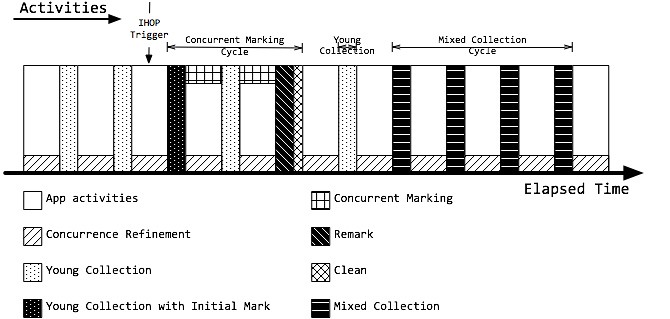 Activities
IHOP
Trigger
Concurrent Marking
Cycle
Young
Collection
Mixed Collection
Cycle
Elapsed Time
App activities
Concurrent Marking
Concurrence Refinement
Remark
Young Collection
Clean
Young Collection with Initial Mark
Mixed Collection